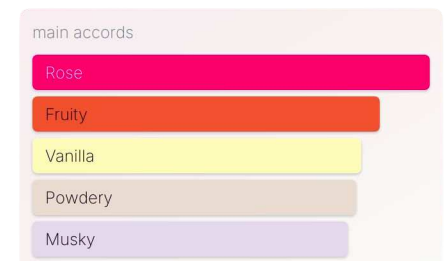 main accords
Rose
Fruity
Vanilla
Powdery
Musky